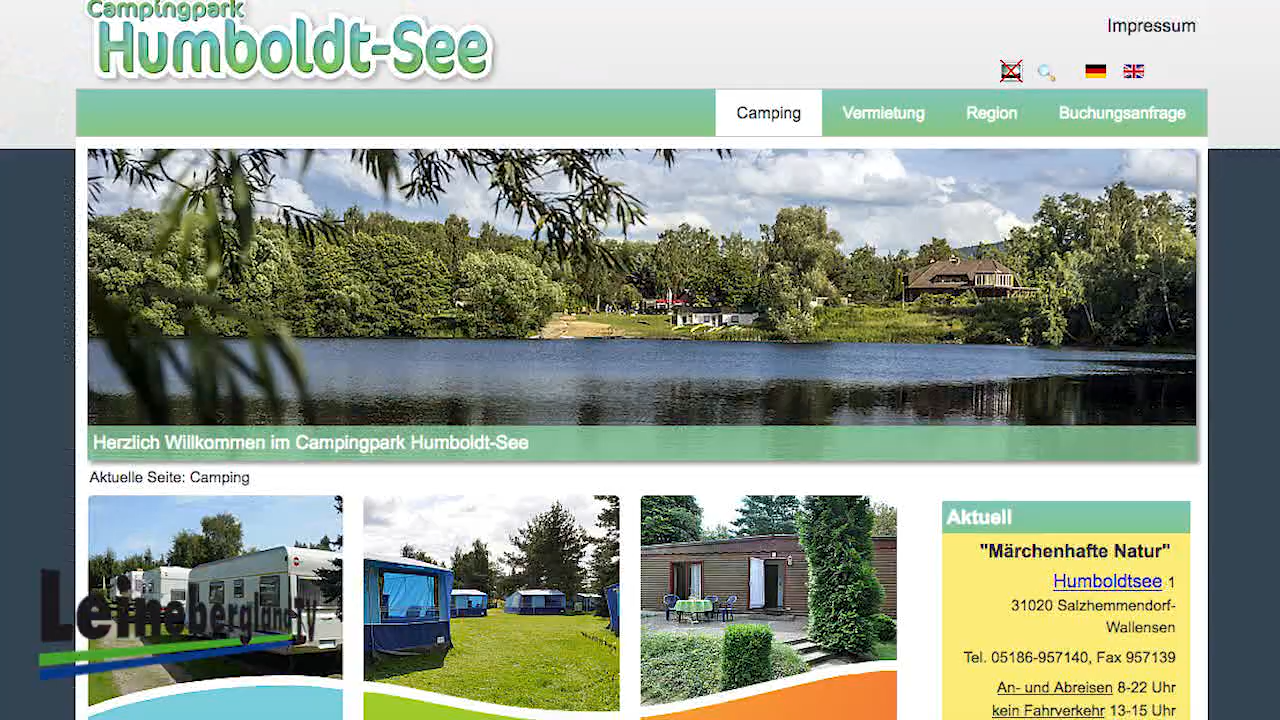 Campingpark
Humboldt-See
Impressum
Camping
Vermietung
Region
Buchungsanfrage
Herzlich Willkommen im Campingpark Humboldt-See
Aktuelle Seite: Camping
Aktuell
"Märchenhafte Natur"
Humboldtsee 1
31020 Salzhemmendorf-
Wallensen
Tel. 05186-957140, Fax 957139
An- und Abreisen 8-22 Uhr
kein Fahrverkehr 13-15 Uhr
LeineberglandTV